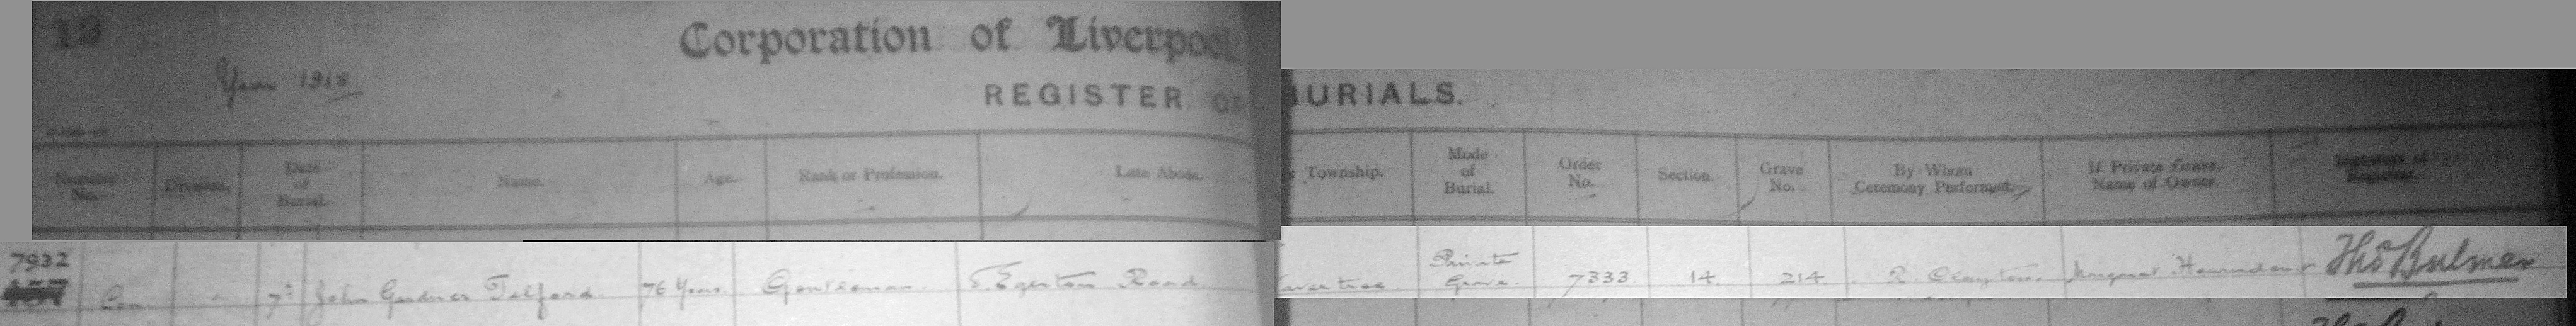 19
Corporation of Liverpool
Year 1918.
REGISTER OF BURIALS.
Register No. Division. Date of Burial. Name. Age. Rank or Profession. Late Abode. Township. Mode of Burial. Order No. Section. Grave No. By Whom Ceremony Performed. If Private Grave, Name of Owner. Signature of Registrar.
7932
457 Con 7th John Gardner Telford. 76 Years. Gentleman. 5. Egerton Road Wavertree. Private Grave. 7333 14. 214 R. Clayton. Margaret Thos Bulmer